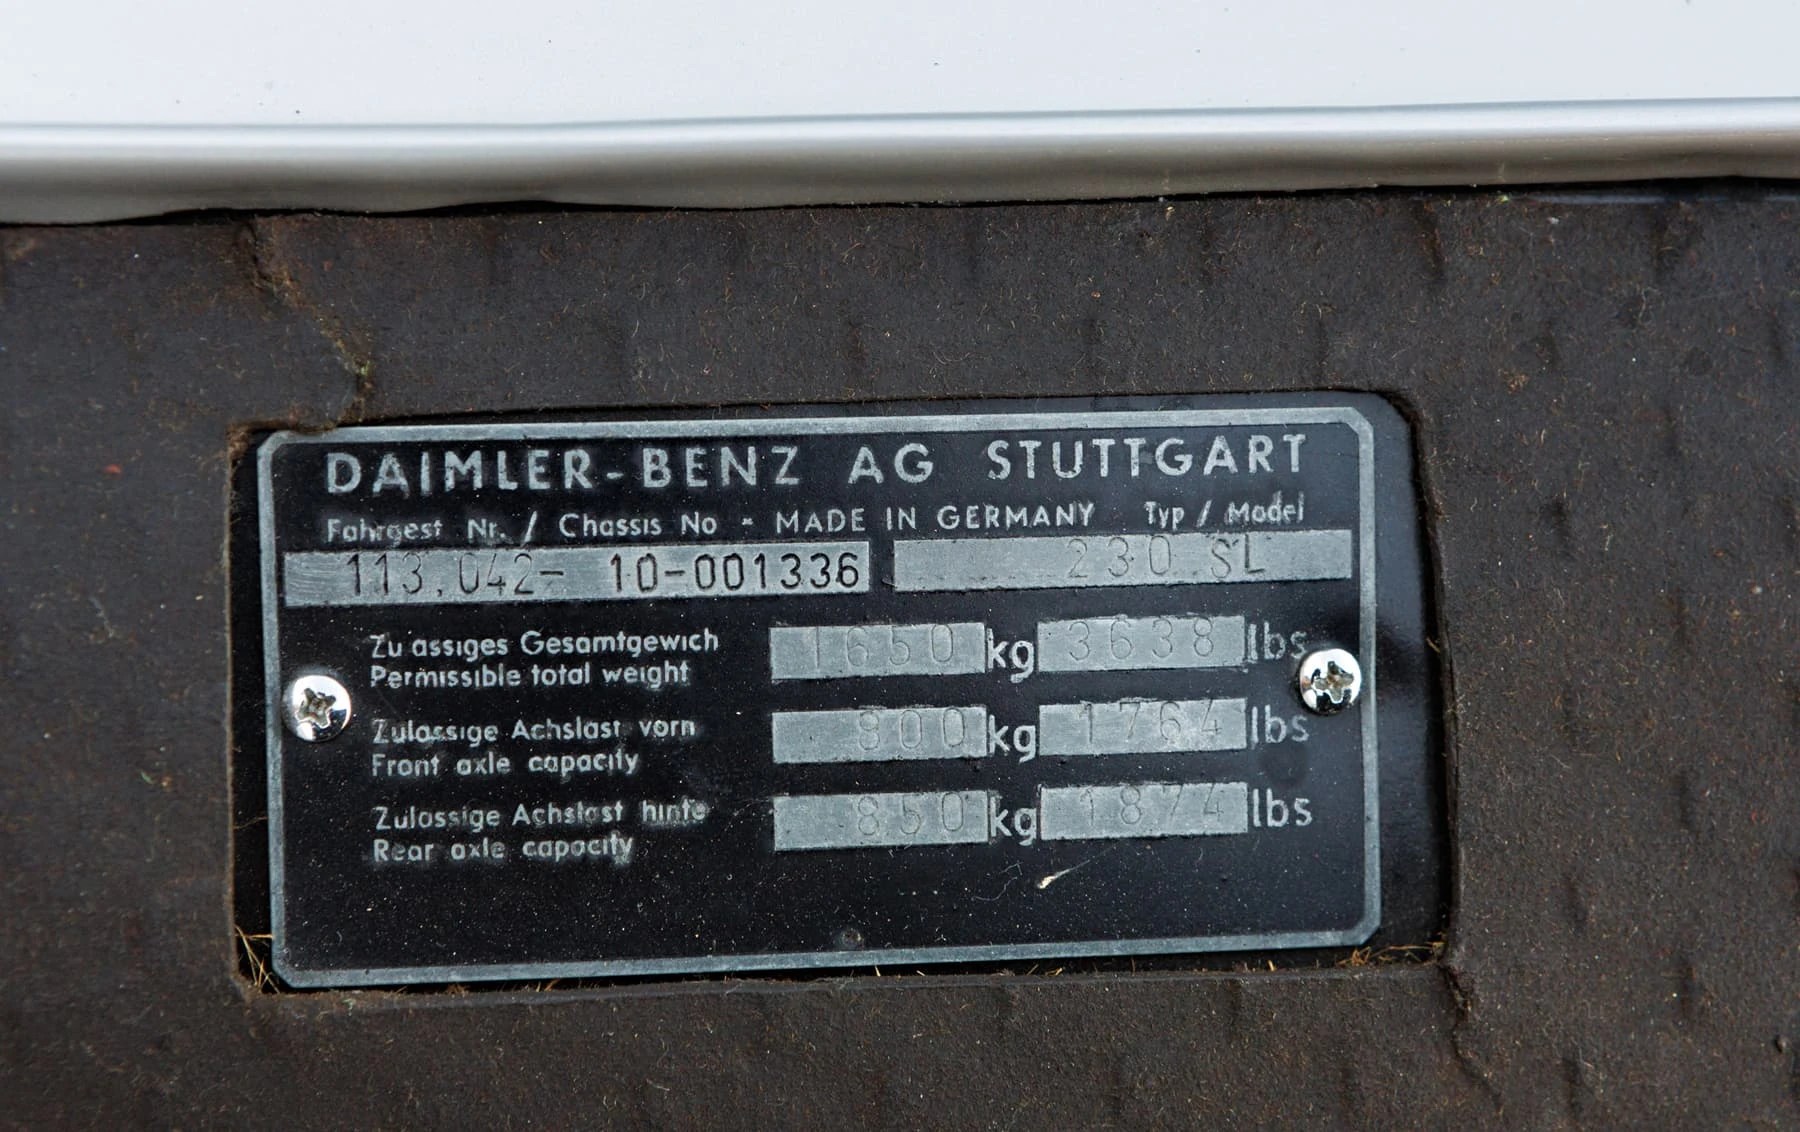 DAIMLER-BENZ AG STUTTGART
Fahrgest Nr. / Chassis No - MADE IN GERMANY Typ / Model
113.042- 10-001336 230 SL
Zu assiges Gesamtgewich 1650 kg 3638 lbs
Permissible total weight
Zulassige Achslast vorn 800 kg 1764 lbs
Front axle capacity
Zulassige Achslast hinte 850 kg 1874 lbs
Rear axle capacity